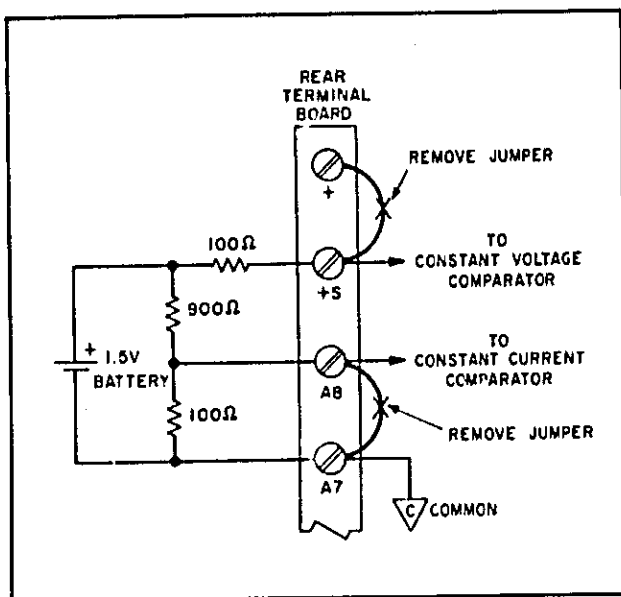 REAR
TERMINAL
BOARD
+
REMOVE JUMPER
100Ω
+S
TO
CONSTANT VOLTAGE
COMPARATOR
900Ω
+
1.5V
BATTERY
A8
TO
CONSTANT CURRENT
COMPARATOR
100Ω
REMOVE JUMPER
A7
C COMMON